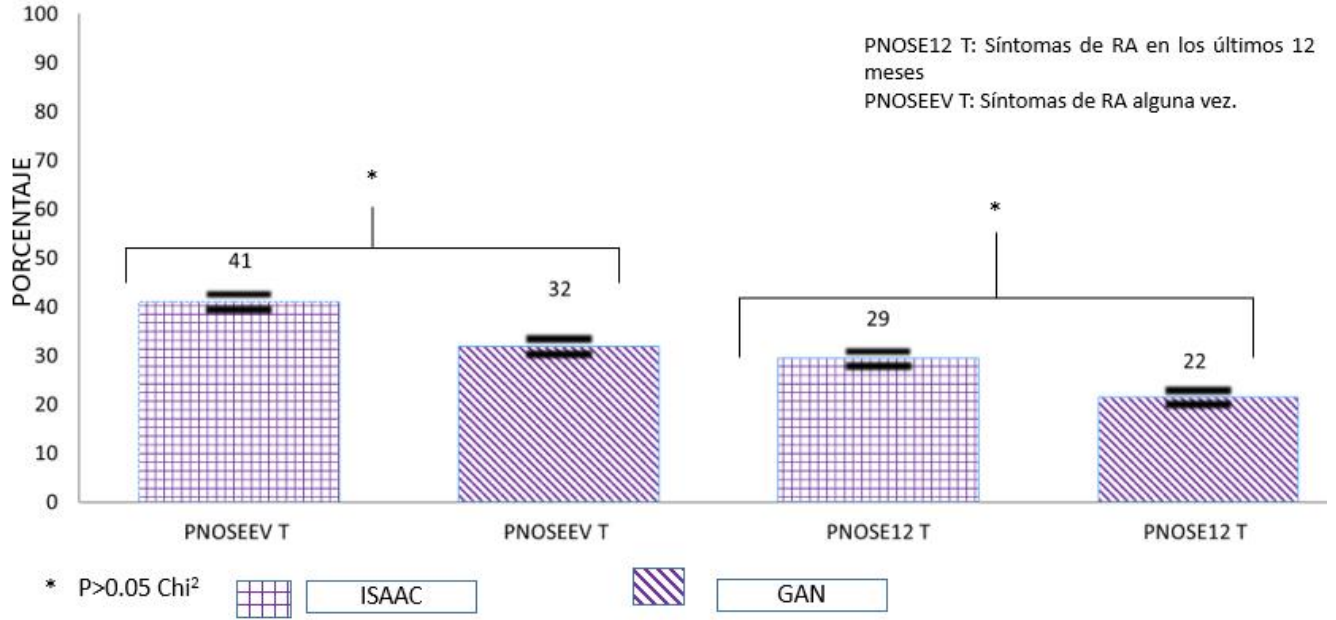 100
90
80
70
60
50
40
30
20
10
0
PORCENTAJE
PNOSE12 T: Síntomas de RA en los últimos 12
meses
PNOSEEV T: Síntomas de RA alguna vez.
*
*
41
32
29
22
PNOSEEV T
PNOSEEV T
PNOSE12 T
PNOSE12 T
* P>0.05 Chi²
ISAAC
GAN